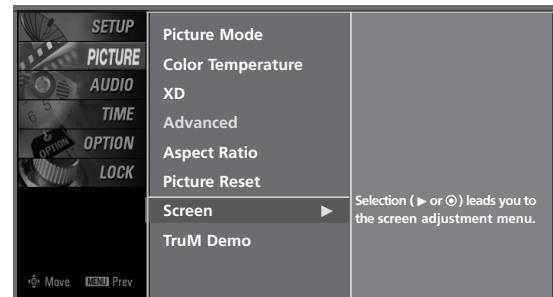 SETUP
PICTURE
AUDIO
TIME
OPTION
LOCK
Move MENU Prev
Picture Mode
Color Temperature
XD
Advanced
Aspect Ratio
Picture Reset
Screen ▶
TruM Demo
Selection ( ▶ or ⊙ ) leads you to
the screen adjustment menu.